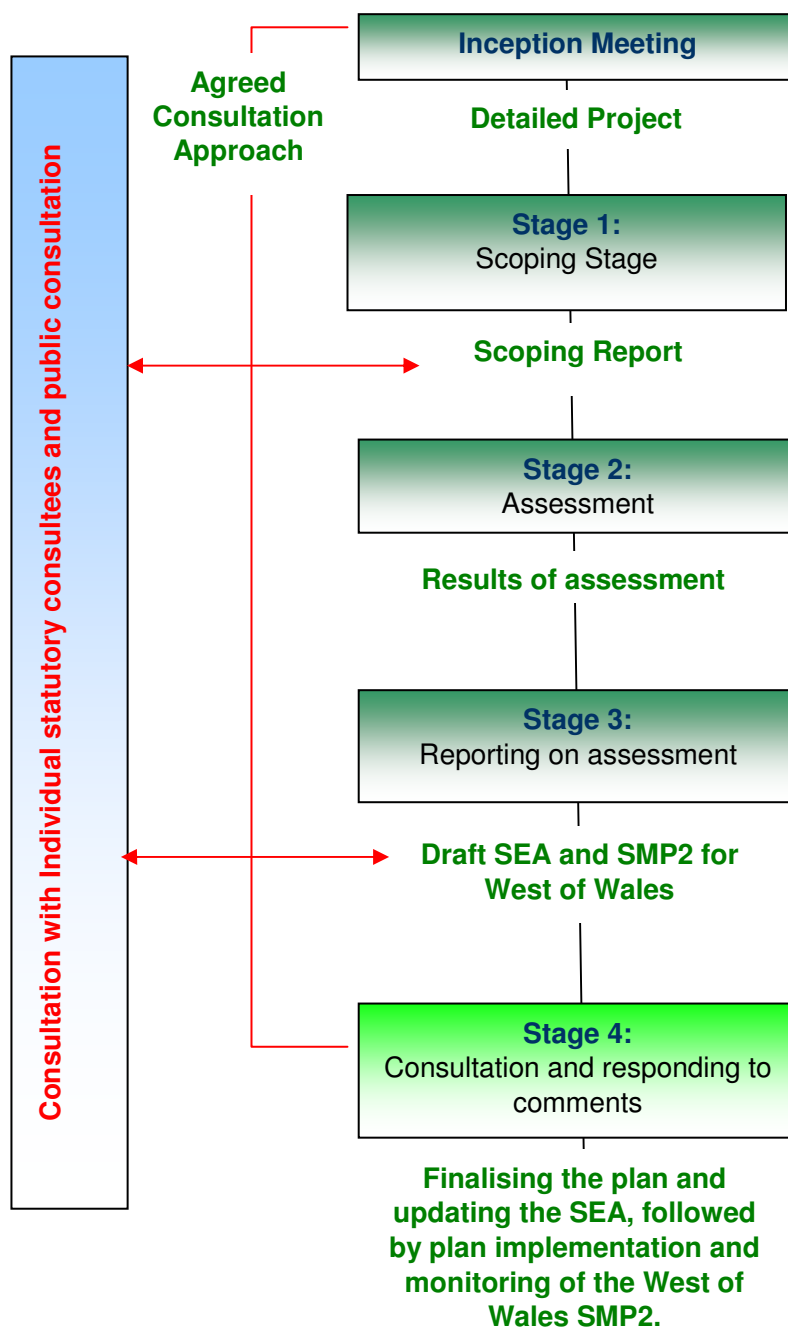 Inception Meeting
Agreed
Consultation
Approach
Detailed Project
Stage 1:
Scoping Stage
Scoping Report
Stage 2:
Assessment
Results of assessment
Stage 3:
Reporting on assessment
Draft SEA and SMP2 for
West of Wales
Stage 4:
Consultation and responding to
comments
Finalising the plan and
updating the SEA, followed
by plan implementation and
monitoring of the West of
Wales SMP2.
Consultation with Individual statutory consultees and public consultation